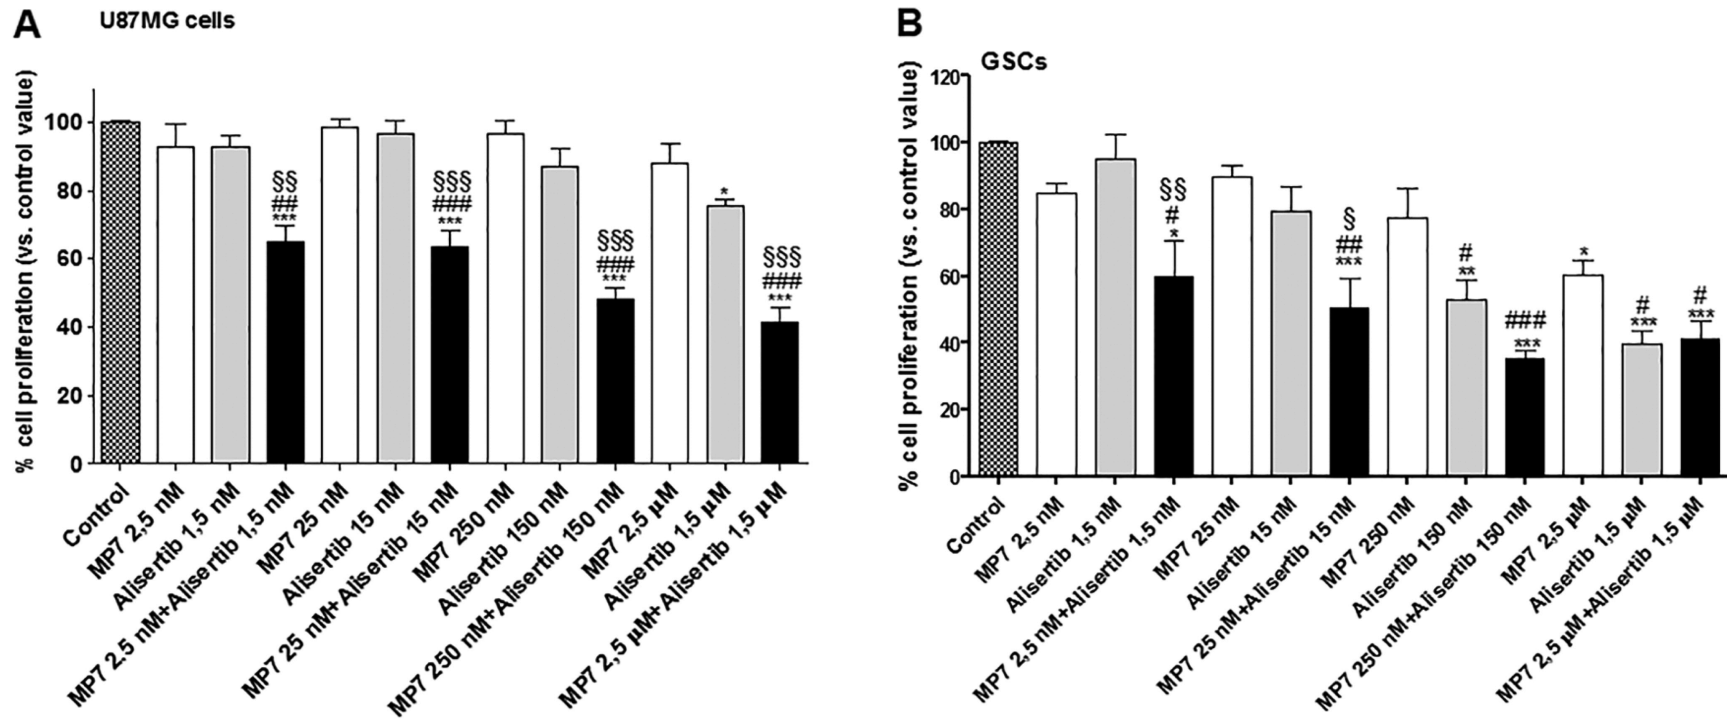 A
U87MG cells
% cell proliferation (vs. control value)
100
80
60
40
20
0
§§
##
***
§§§
###
***
§§§
###
***
*
§§§
###
***
Control
MP7 2,5 nM
Alisertib 1,5 nM
MP7 2.5 nM+Alisertib 1,5 nM
MP7 25 nM
Alisertib 15 nM
MP7 25 nM+Alisertib 15 nM
MP7 250 nM
Alisertib 150 nM
MP7 250 nM+Alisertib 150 nM
MP7 2,5 µM
Alisertib 1,5 µM
MP7 2,5 µM+Alisertib 1,5 µM
B
GSCs
% cell proliferation (vs. control value)
120
100
80
60
40
20
0
§§
#
*
§
##
***
#
**
###
***
*
#
***
#
***
Control
MP7 2,5 nM
Alisertib 1,5 nM
MP7 2,5 nM+Alisertib 1,5 nM
MP7 25 nM
Alisertib 15 nM
MP7 25 nM+Alisertib 15 nM
MP7 250 nM
Alisertib 150 nM
MP7 250 nM+Alisertib 150 nM
MP7 2,5 µM
Alisertib 1,5 µM
MP7 2,5 µM+Alisertib 1,5 µM